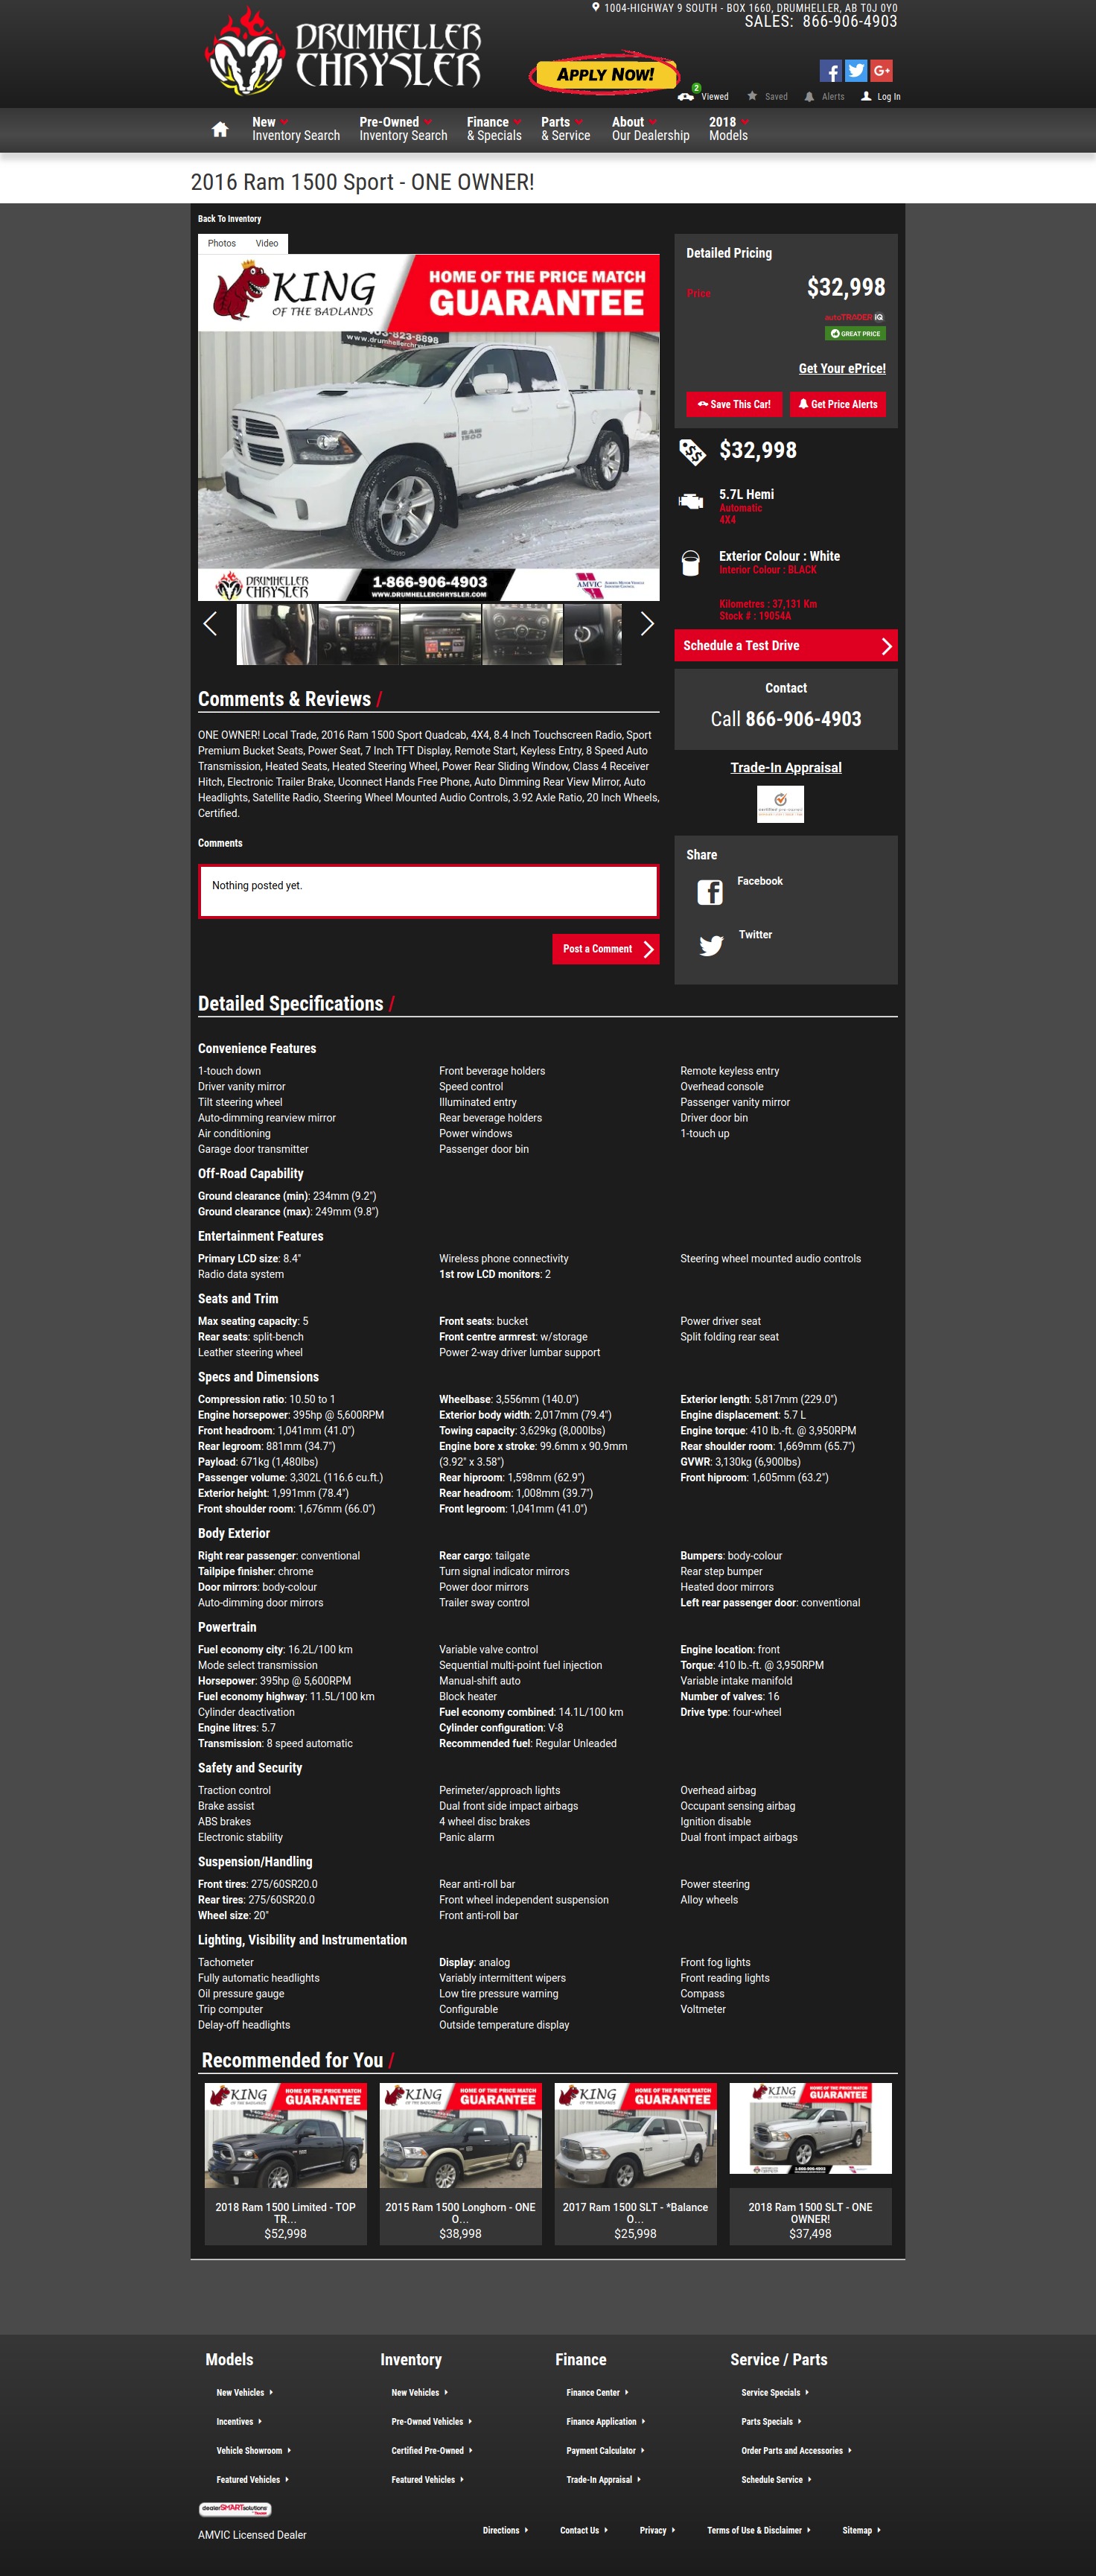 1004-HIGHWAY 9 SOUTH - BOX 1660, DRUMHELLER, AB T0J 0Y0
SALES: 866-906-4903
DRUMHELLER
CHRYSLER
APPLY NOW!
2
Viewed
Saved
Alerts
Log In
New
Inventory Search
Pre-Owned
Inventory Search
Finance
& Specials
Parts
& Service
About
Our Dealership
2018
Models
2016 Ram 1500 Sport - ONE OWNER!
Back To Inventory
Photos Video
KING
OF THE BADLANDS
HOME OF THE PRICE MATCH
GUARANTEE
RAM
1500
DRUMHELLER
CHRYSLER
1-866-906-4903
WWW.DRUMHELLERCHRYSLER.COM
AMVIC
Detailed Pricing
Price $32,998
autoTRADER IQ
GREAT PRICE
Get Your ePrice!
Save This Car!
Get Price Alerts
$32,998
5.7L Hemi
Automatic
4X4
Exterior Colour : White
Interior Colour : BLACK
Kilometres : 37,131 Km
Stock # : 19054A
Schedule a Test Drive
Contact
Call 866-906-4903
Trade-In Appraisal
Share
Facebook
Twitter
Comments & Reviews /
ONE OWNER! Local Trade, 2016 Ram 1500 Sport Quadcab, 4X4, 8.4 Inch Touchscreen Radio, Sport
Premium Bucket Seats, Power Seat, 7 Inch TFT Display, Remote Start, Keyless Entry, 8 Speed Auto
Transmission, Heated Seats, Heated Steering Wheel, Power Rear Sliding Window, Class 4 Receiver
Hitch, Electronic Trailer Brake, Uconnect Hands Free Phone, Auto Dimming Rear View Mirror, Auto
Headlights, Satellite Radio, Steering Wheel Mounted Audio Controls, 3.92 Axle Ratio, 20 Inch Wheels,
Certified.
Comments
Nothing posted yet.
Post a Comment
Detailed Specifications /
Convenience Features
1-touch down Front beverage holders Remote keyless entry
Driver vanity mirror Speed control Overhead console
Tilt steering wheel Illuminated entry Passenger vanity mirror
Auto-dimming rearview mirror Rear beverage holders Driver door bin
Air conditioning Power windows 1-touch up
Garage door transmitter Passenger door bin
Off-Road Capability
Ground clearance (min): 234mm (9.2")
Ground clearance (max): 249mm (9.8")
Entertainment Features
Primary LCD size: 8.4" Wireless phone connectivity Steering wheel mounted audio controls
Radio data system 1st row LCD monitors: 2
Seats and Trim
Max seating capacity: 5 Front seats: bucket Power driver seat
Rear seats: split-bench Front centre armrest: w/storage Split folding rear seat
Leather steering wheel Power 2-way driver lumbar support
Specs and Dimensions
Compression ratio: 10.50 to 1 Wheelbase: 3,556mm (140.0") Exterior length: 5,817mm (229.0")
Engine horsepower: 395hp @ 5,600RPM Exterior body width: 2,017mm (79.4") Engine displacement: 5.7 L
Front headroom: 1,041mm (41.0") Towing capacity: 3,629kg (8,000lbs) Engine torque: 410 lb.-ft. @ 3,950RPM
Rear legroom: 881mm (34.7") Engine bore x stroke: 99.6mm x 90.9mm Rear shoulder room: 1,669mm (65.7")
Payload: 671kg (1,480lbs) (3.92" x 3.58") GVWR: 3,130kg (6,900lbs)
Passenger volume: 3,302L (116.6 cu.ft.) Rear hiproom: 1,598mm (62.9") Front hiproom: 1,605mm (63.2")
Exterior height: 1,991mm (78.4") Rear headroom: 1,008mm (39.7")
Front shoulder room: 1,676mm (66.0") Front legroom: 1,041mm (41.0")
Body Exterior
Right rear passenger: conventional Rear cargo: tailgate Bumpers: body-colour
Tailpipe finisher: chrome Turn signal indicator mirrors Rear step bumper
Door mirrors: body-colour Power door mirrors Heated door mirrors
Auto-dimming door mirrors Trailer sway control Left rear passenger door: conventional
Powertrain
Fuel economy city: 16.2L/100 km Variable valve control Engine location: front
Mode select transmission Sequential multi-point fuel injection Torque: 410 lb.-ft. @ 3,950RPM
Horsepower: 395hp @ 5,600RPM Manual-shift auto Variable intake manifold
Fuel economy highway: 11.5L/100 km Block heater Number of valves: 16
Cylinder deactivation Fuel economy combined: 14.1L/100 km Drive type: four-wheel
Engine litres: 5.7 Cylinder configuration: V-8
Transmission: 8 speed automatic Recommended fuel: Regular Unleaded
Safety and Security
Traction control Perimeter/approach lights Overhead airbag
Brake assist Dual front side impact airbags Occupant sensing airbag
ABS brakes 4 wheel disc brakes Ignition disable
Electronic stability Panic alarm Dual front impact airbags
Suspension/Handling
Front tires: 275/60SR20.0 Rear anti-roll bar Power steering
Rear tires: 275/60SR20.0 Front wheel independent suspension Alloy wheels
Wheel size: 20" Front anti-roll bar
Lighting, Visibility and Instrumentation
Tachometer Display: analog Front fog lights
Fully automatic headlights Variably intermittent wipers Front reading lights
Oil pressure gauge Low tire pressure warning Compass
Trip computer Configurable Voltmeter
Delay-off headlights Outside temperature display
Recommended for You /
KING HOME OF THE PRICE MATCH GUARANTEE
KING HOME OF THE PRICE MATCH GUARANTEE
KING HOME OF THE PRICE MATCH GUARANTEE
KING GUARANTEE
2018 Ram 1500 Limited - TOP
TR...
$52,998
2015 Ram 1500 Longhorn - ONE
O...
$38,998
2017 Ram 1500 SLT - *Balance
O...
$25,998
2018 Ram 1500 SLT - ONE
OWNER!
$37,498
Models Inventory Finance Service / Parts
New Vehicles New Vehicles Finance Center Service Specials
Incentives Pre-Owned Vehicles Finance Application Parts Specials
Vehicle Showroom Certified Pre-Owned Payment Calculator Order Parts and Accessories
Featured Vehicles Featured Vehicles Trade-In Appraisal Schedule Service
dealerSMARTsolutions
AMVIC Licensed Dealer
Directions Contact Us Privacy Terms of Use & Disclaimer Sitemap